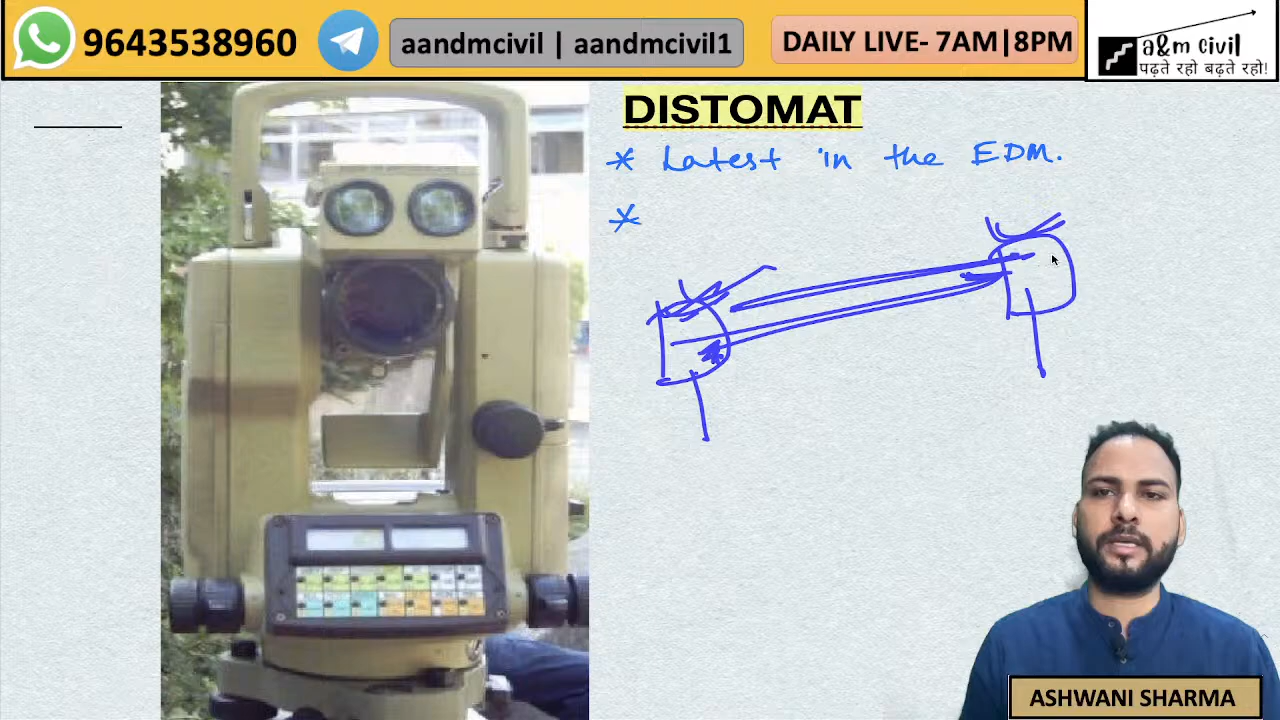 9643538960
aandmcivil | aandmcivil1
DAILY LIVE- 7AM|8PM
a&m civil
पढ़ते रहो बढ़ते रहो!
DISTOMAT
* Latest in the EDM.
*
ASHWANI SHARMA